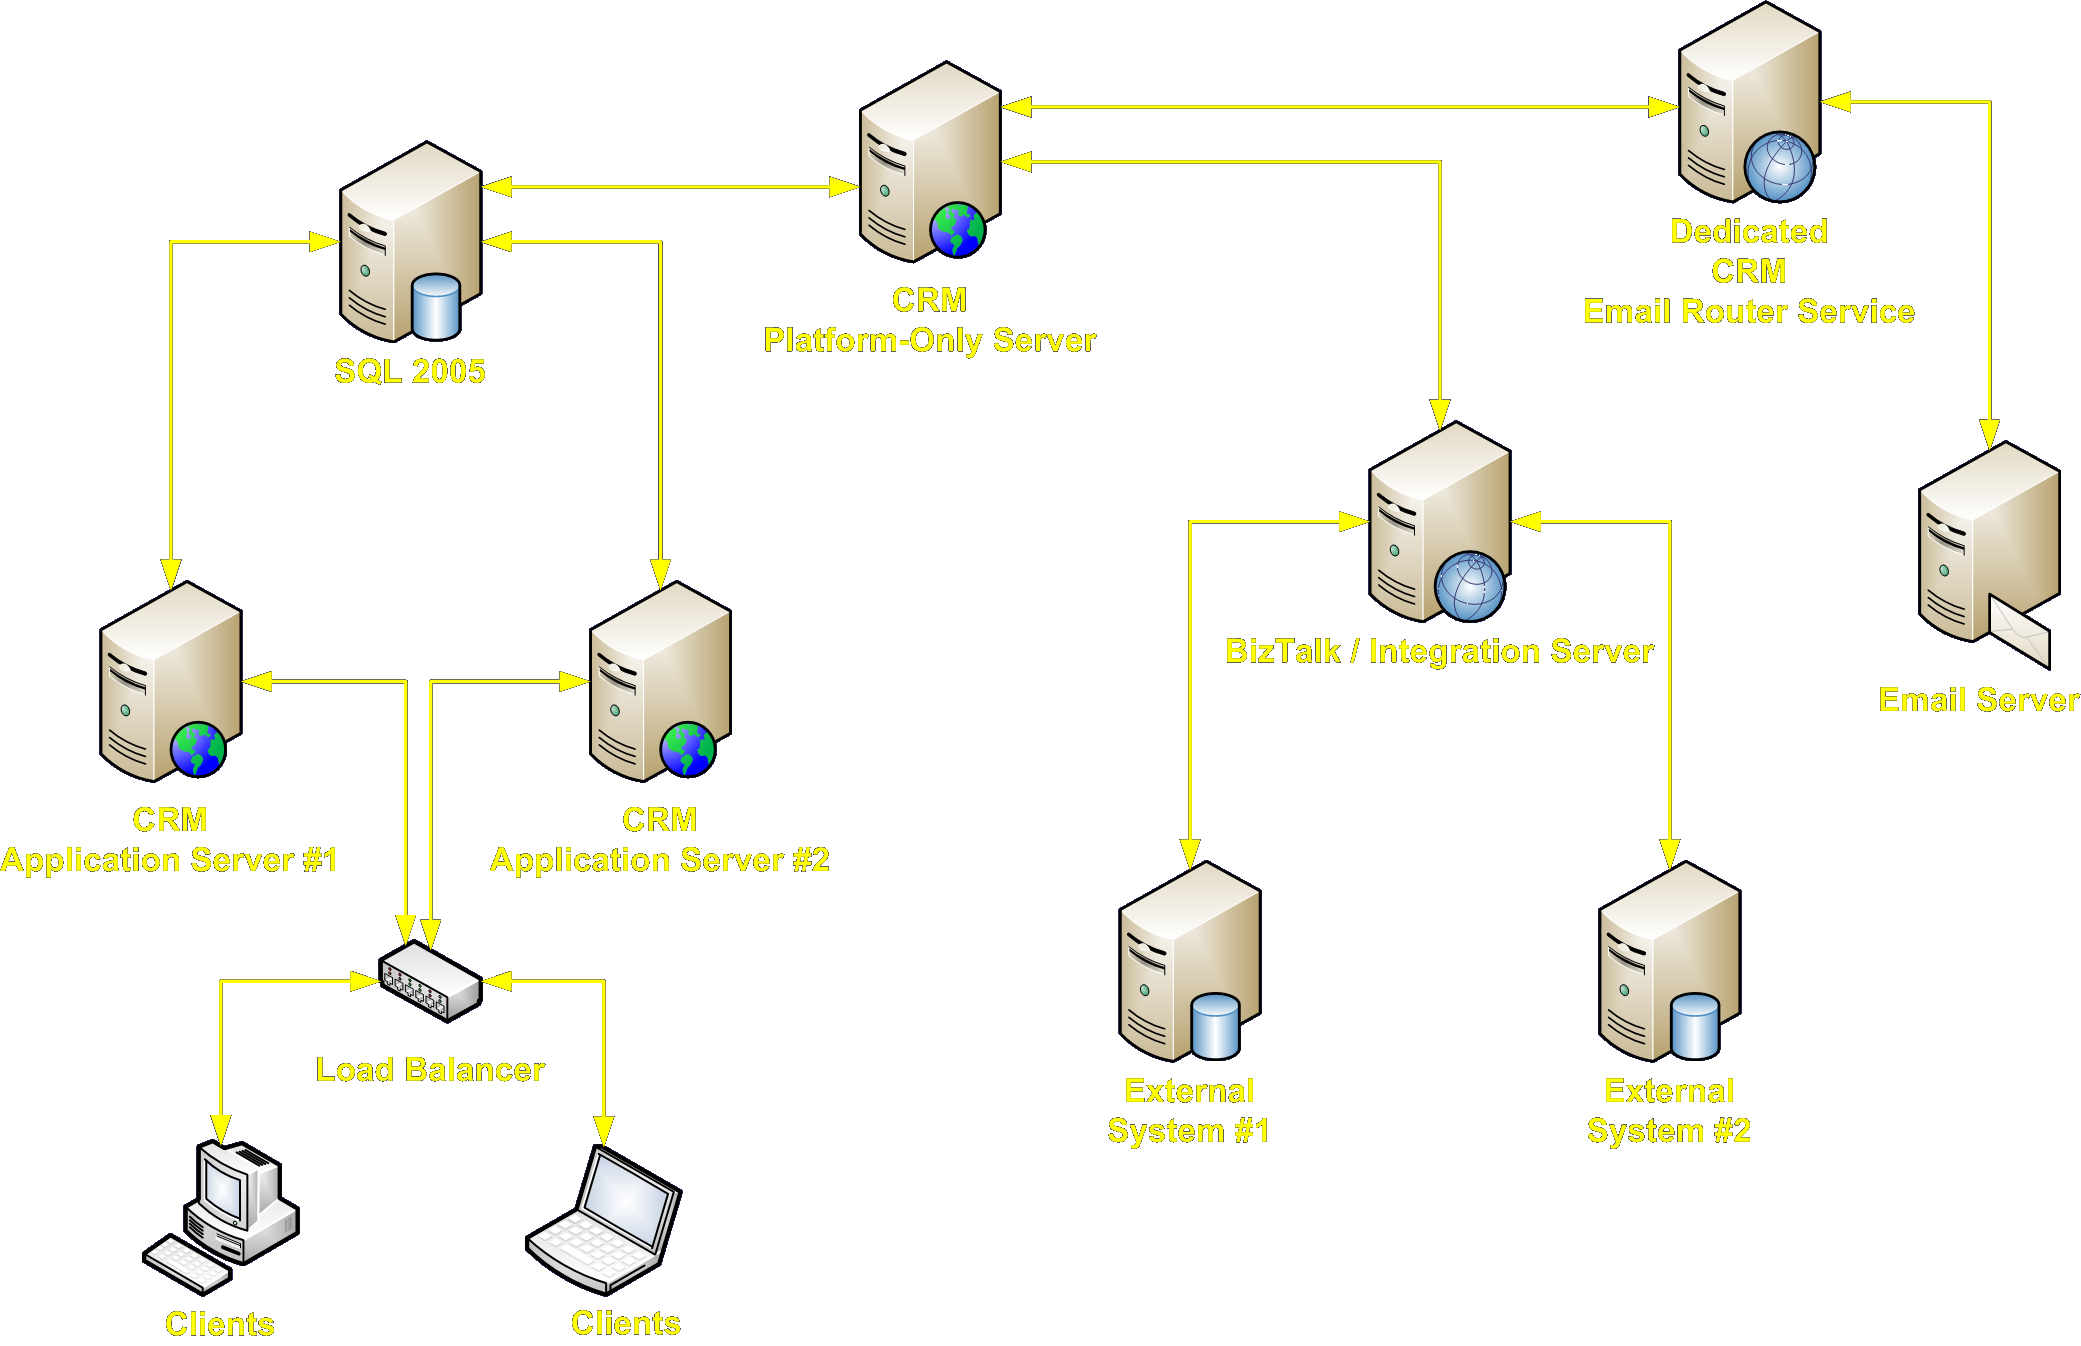 Dedicated
CRM
Email Router Service
CRM
Platform-Only Server
SQL 2005
BizTalk / Integration Server
Email Server
CRM
Application Server #1
CRM
Application Server #2
Load Balancer
External
System #1
External
System #2
Clients
Clients